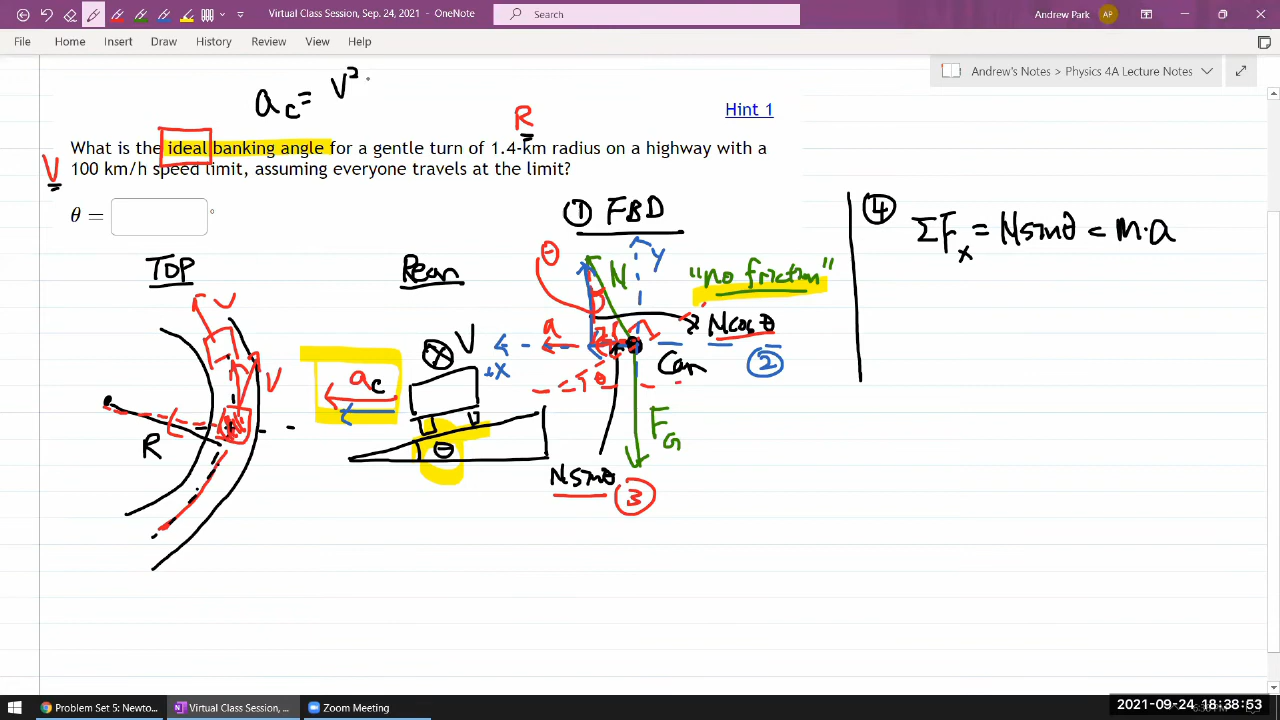 Virtual Class Session, Sep. 24, 2021 - OneNote
Search
Andrew Park
AP
File Home Insert Draw History Review View Help
Andrew's Notes > Physics 4A Lecture Notes
a_c = V²
Hint 1
R
What is the ideal banking angle for a gentle turn of 1.4-km radius on a highway with a
V
100 km/h speed limit, assuming everyone travels at the limit?
θ = °
① FBD
④ ΣF_x = N sinθ = m·a
TOP
Rear
θ
N
y
"no friction"
V
V
V
a
N cosθ
+x
Car
②
a_c
θ
F_G
R
θ
N sinθ
③
Problem Set 5: Newto...
Virtual Class Session, ...
Zoom Meeting
2021-09-24 18:38:53